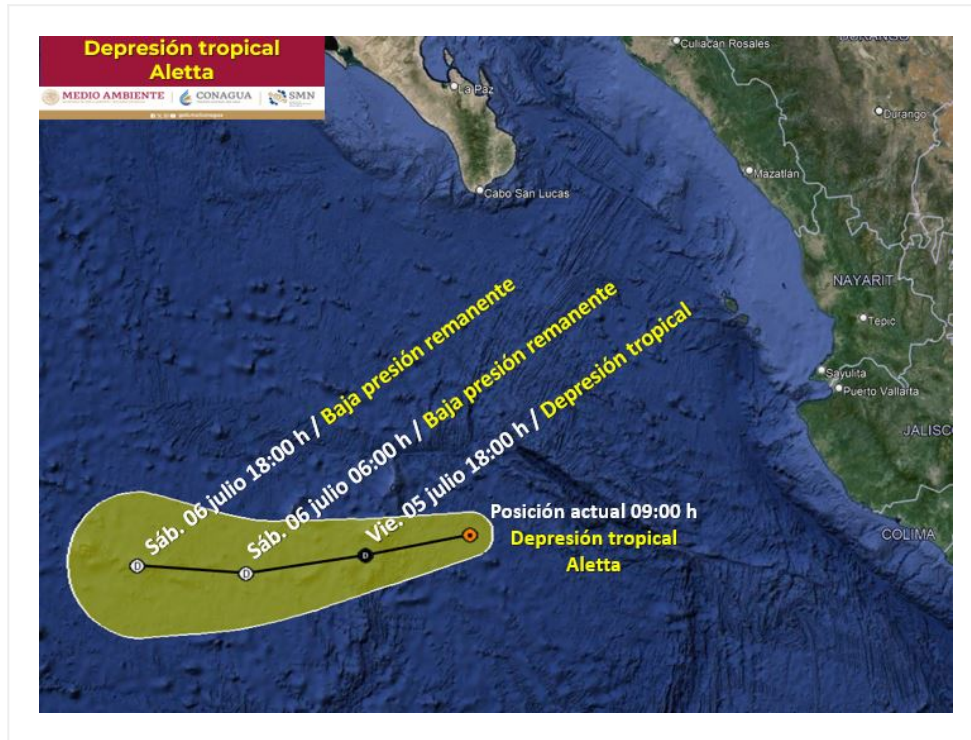 Depresión tropical
Aletta
MEDIO AMBIENTE
CONAGUA
SMN
Culiacán Rosales
DURANGO
La Paz
Durango
Mazatlán
Cabo San Lucas
NAYARIT
Tepic
Sayulita
Puerto Vallarta
JALISCO
COLIMA
Sáb. 06 julio 18:00 h / Baja presión remanente
Sáb. 06 julio 06:00 h / Baja presión remanente
Vie. 05 julio 18:00 h / Depresión tropical
Posición actual 09:00 h
Depresión tropical
Aletta
D
D
D